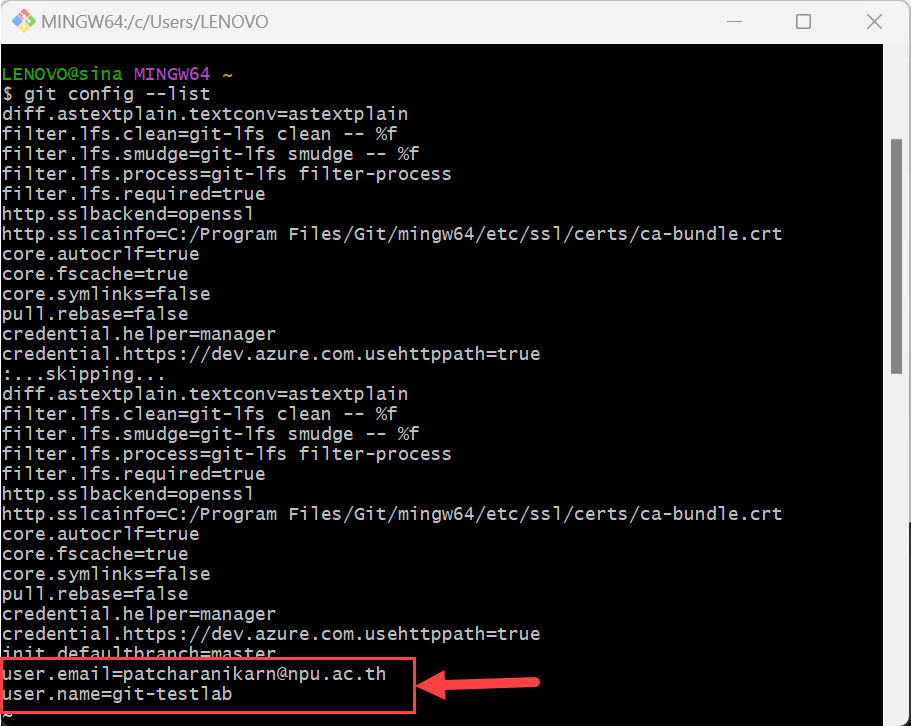 MINGW64:/c/Users/LENOVO
LENOVO@sina MINGW64 ~
$ git config --list
diff.astextplain.textconv=astextplain
filter.lfs.clean=git-lfs clean -- %f
filter.lfs.smudge=git-lfs smudge -- %f
filter.lfs.process=git-lfs filter-process
filter.lfs.required=true
http.sslbackend=openssl
http.sslcainfo=C:/Program Files/Git/mingw64/etc/ssl/certs/ca-bundle.crt
core.autocrlf=true
core.fscache=true
core.symlinks=false
pull.rebase=false
credential.helper=manager
credential.https://dev.azure.com.usehttppath=true
:...skipping...
diff.astextplain.textconv=astextplain
filter.lfs.clean=git-lfs clean -- %f
filter.lfs.smudge=git-lfs smudge -- %f
filter.lfs.process=git-lfs filter-process
filter.lfs.required=true
http.sslbackend=openssl
http.sslcainfo=C:/Program Files/Git/mingw64/etc/ssl/certs/ca-bundle.crt
core.autocrlf=true
core.fscache=true
core.symlinks=false
pull.rebase=false
credential.helper=manager
credential.https://dev.azure.com.usehttppath=true
init.defaultbranch=master
user.email=patcharanikarn@npu.ac.th
user.name=git-testlab
~